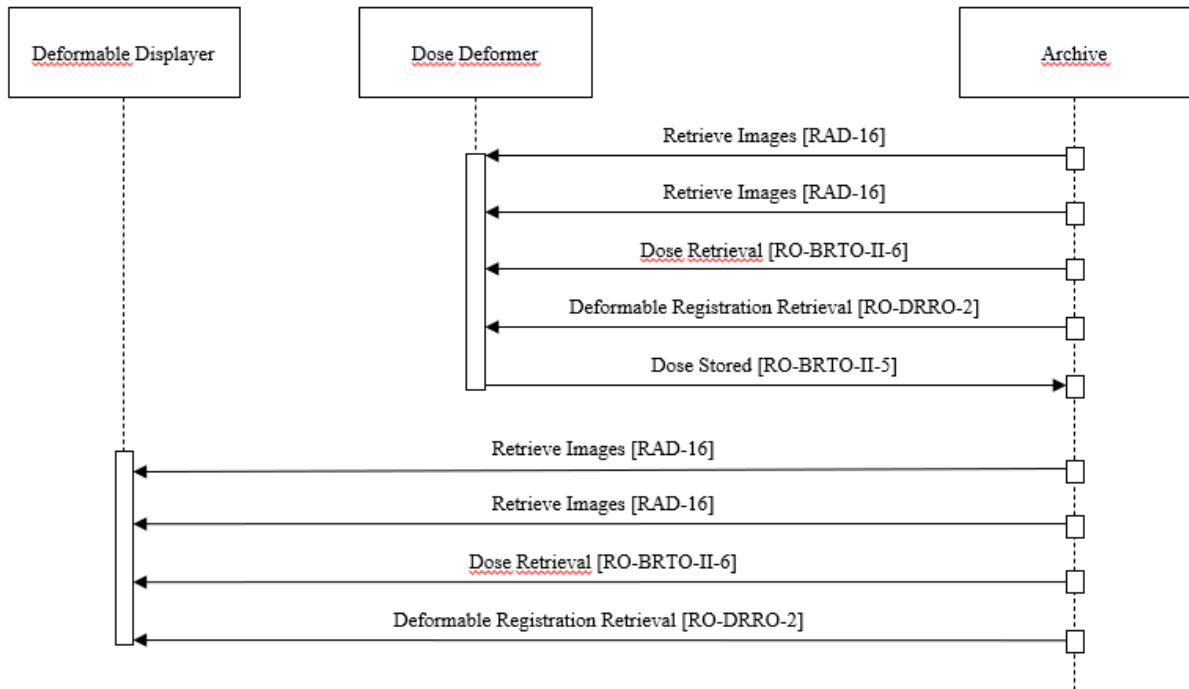 Deformable Displayer
Dose Deformer
Archive
Retrieve Images [RAD-16]
Retrieve Images [RAD-16]
Dose Retrieval [RO-BRTO-II-6]
Deformable Registration Retrieval [RO-DRRO-2]
Dose Stored [RO-BRTO-II-5]
Retrieve Images [RAD-16]
Retrieve Images [RAD-16]
Dose Retrieval [RO-BRTO-II-6]
Deformable Registration Retrieval [RO-DRRO-2]